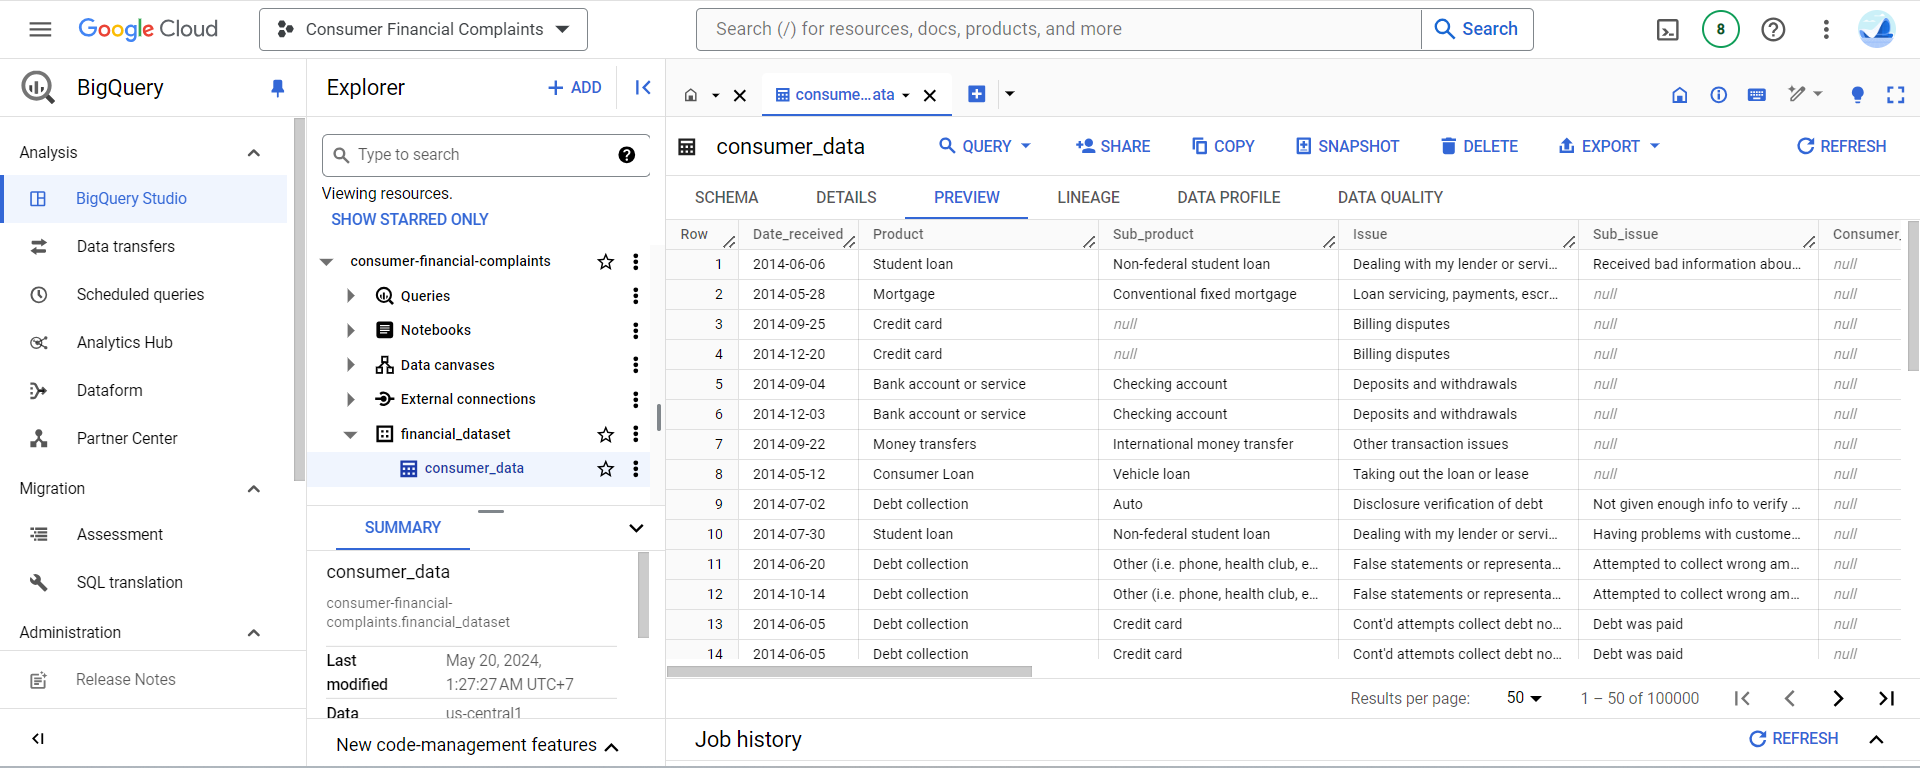 Google Cloud
Consumer Financial Complaints
Search (/) for resources, docs, products, and more
Search
8
BigQuery
Analysis
BigQuery Studio
Data transfers
Scheduled queries
Analytics Hub
Dataform
Partner Center
Migration
Assessment
SQL translation
Administration
Release Notes
Explorer
ADD
Type to search
Viewing resources.
SHOW STARRED ONLY
consumer-financial-complaints
Queries
Notebooks
Data canvases
External connections
financial_dataset
consumer_data
SUMMARY
consumer_data
consumer-financial-
complaints.financial_dataset
Last modified May 20, 2024, 1:27:27 AM UTC+7
Data us-central1
New code-management features
consume...ata
consumer_data
QUERY SHARE COPY SNAPSHOT DELETE EXPORT REFRESH
SCHEMA DETAILS PREVIEW LINEAGE DATA PROFILE DATA QUALITY
Row Date_received Product Sub_product Issue Sub_issue Consumer_
1 2014-06-06 Student loan Non-federal student loan Dealing with my lender or servi... Received bad information abou... null
2 2014-05-28 Mortgage Conventional fixed mortgage Loan servicing, payments, escr... null null
3 2014-09-25 Credit card null Billing disputes null null
4 2014-12-20 Credit card null Billing disputes null null
5 2014-09-04 Bank account or service Checking account Deposits and withdrawals null null
6 2014-12-03 Bank account or service Checking account Deposits and withdrawals null null
7 2014-09-22 Money transfers International money transfer Other transaction issues null null
8 2014-05-12 Consumer Loan Vehicle loan Taking out the loan or lease null null
9 2014-07-02 Debt collection Auto Disclosure verification of debt Not given enough info to verify ... null
10 2014-07-30 Student loan Non-federal student loan Dealing with my lender or servi... Having problems with custome... null
11 2014-06-20 Debt collection Other (i.e. phone, health club, e... False statements or representa... Attempted to collect wrong am... null
12 2014-10-14 Debt collection Other (i.e. phone, health club, e... False statements or representa... Attempted to collect wrong am... null
13 2014-06-05 Debt collection Credit card Cont'd attempts collect debt no... Debt was paid null
14 2014-06-05 Debt collection Credit card Cont'd attempts collect debt no... Debt was paid null
Results per page: 50 1 – 50 of 100000
Job history
REFRESH